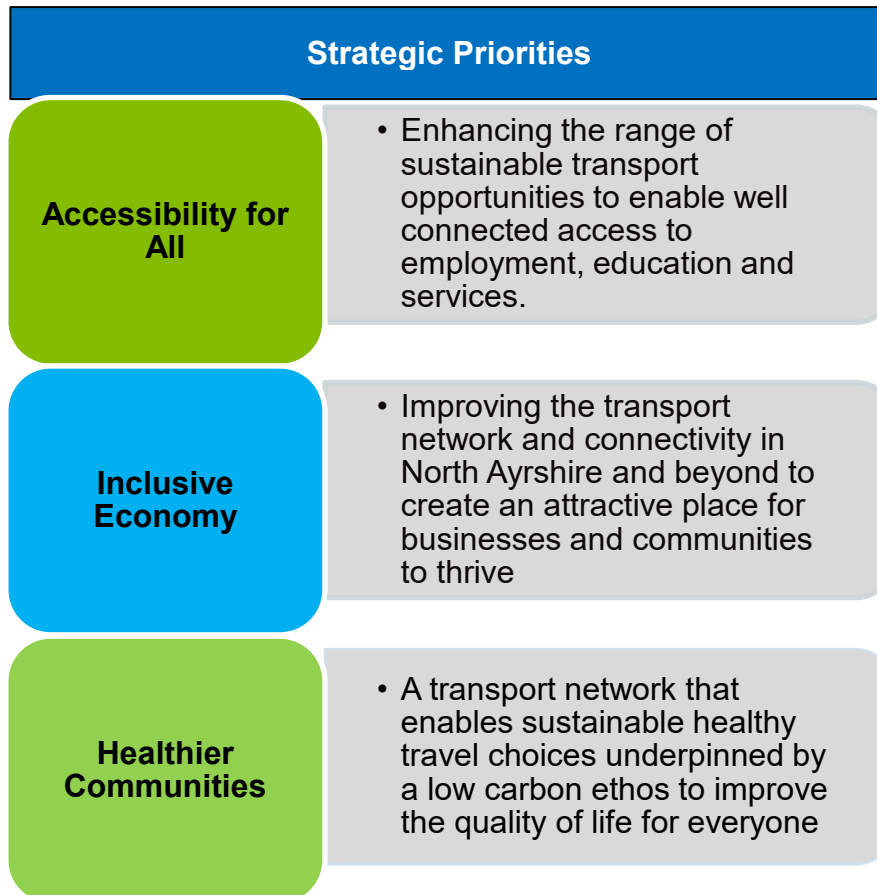 Strategic Priorities
Accessibility for
All
• Enhancing the range of
sustainable transport
opportunities to enable well
connected access to
employment, education and
services.
Inclusive
Economy
• Improving the transport
network and connectivity in
North Ayrshire and beyond to
create an attractive place for
businesses and communities
to thrive
Healthier
Communities
• A transport network that
enables sustainable healthy
travel choices underpinned by
a low carbon ethos to improve
the quality of life for everyone